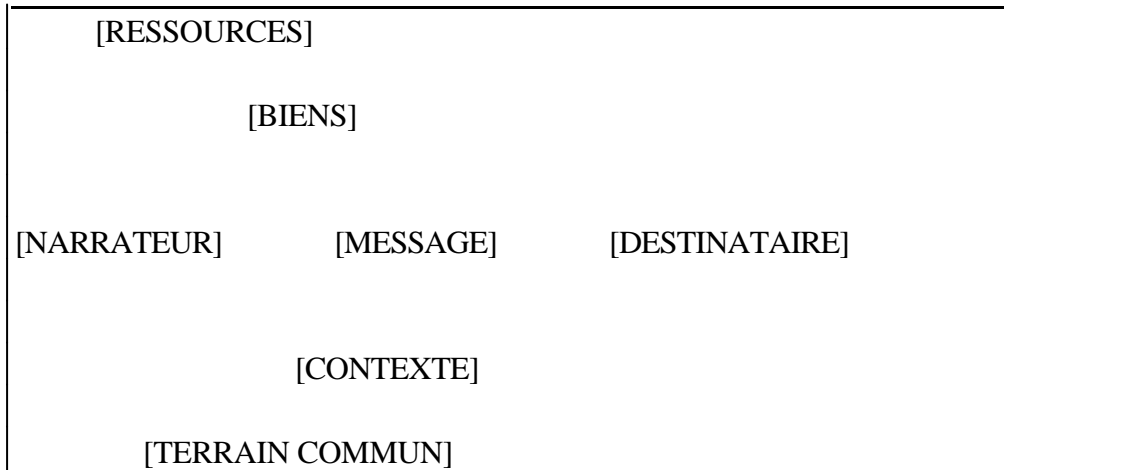 [RESSOURCES]
[BIENS]
[NARRATEUR] [MESSAGE] [DESTINATAIRE]
[CONTEXTE]
[TERRAIN COMMUN]